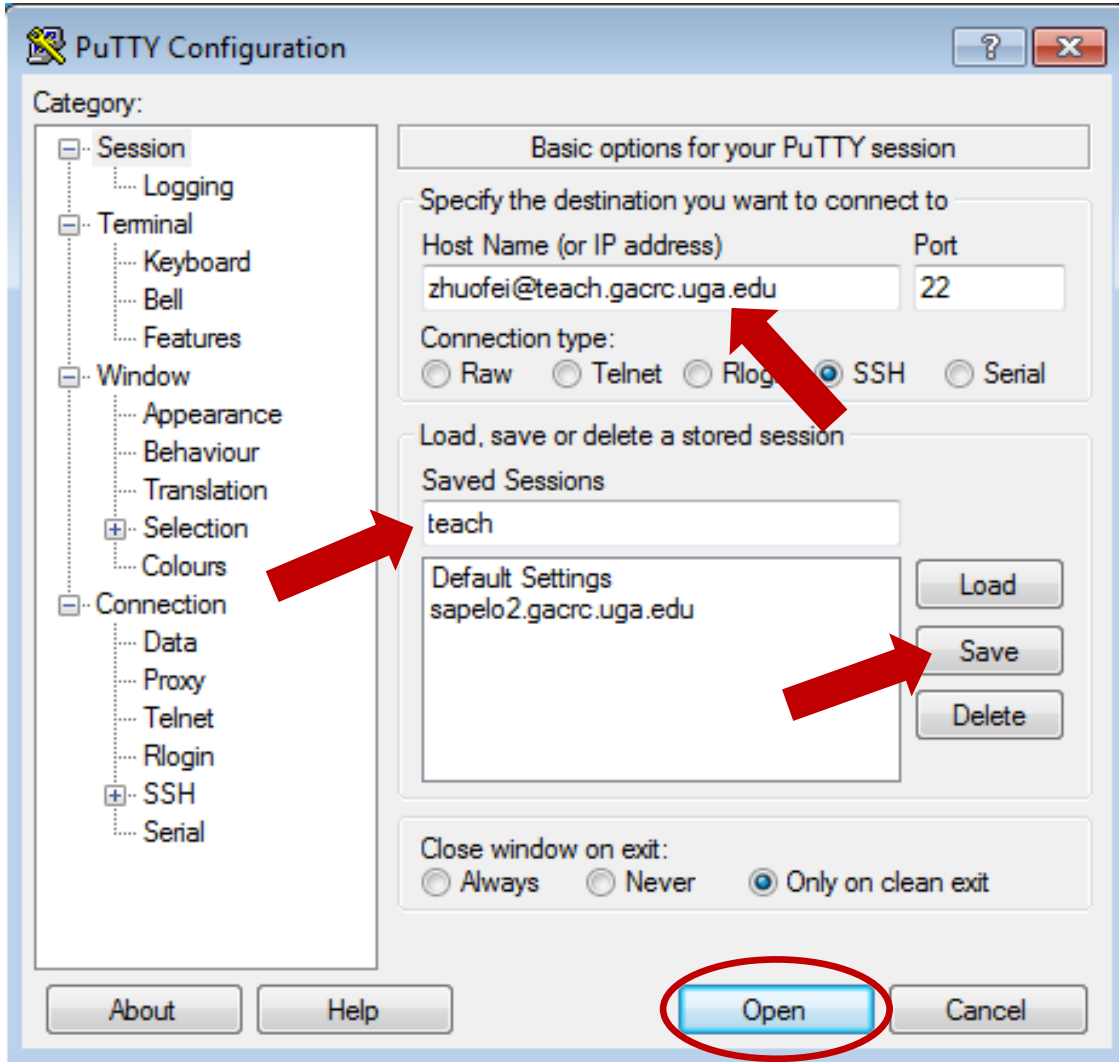 PuTTY Configuration
Category:
Session
Logging
Terminal
Keyboard
Bell
Features
Window
Appearance
Behaviour
Translation
Selection
Colours
Connection
Data
Proxy
Telnet
Rlogin
SSH
Serial
Basic options for your PuTTY session
Specify the destination you want to connect to
Host Name (or IP address) Port
zhuofei@teach.gacrc.uga.edu 22
Connection type:
Raw Telnet Rlogin SSH Serial
Load, save or delete a stored session
Saved Sessions
teach
Default Settings
sapelo2.gacrc.uga.edu
Load
Save
Delete
Close window on exit:
Always Never Only on clean exit
About Help Open Cancel